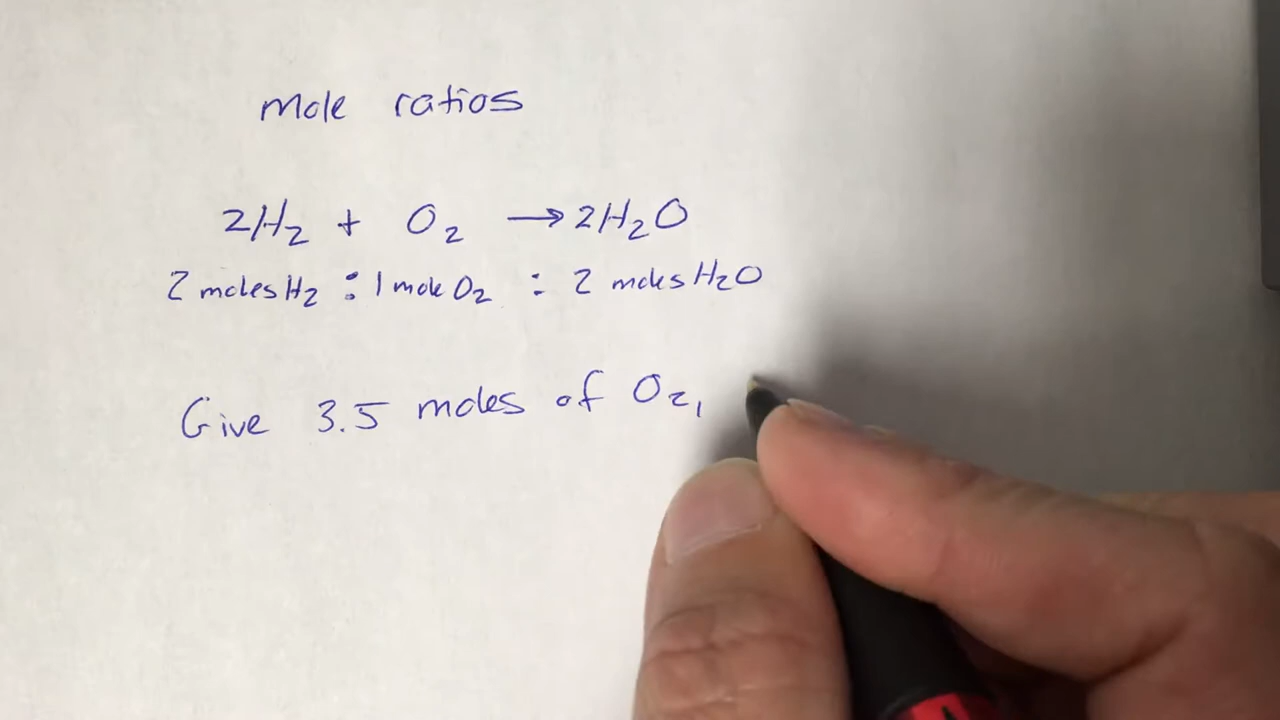 Mole ratios
2H₂ + O₂ → 2H₂O
2 moles H₂ : 1 mole O₂ : 2 moles H₂O
Give 3.5 moles of O₂,